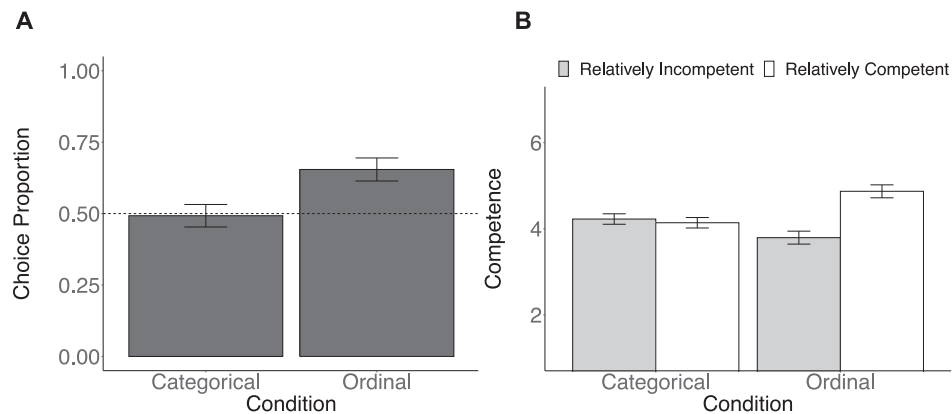 A
Choice Proportion
1.00
0.75
0.50
0.25
0.00
Categorical
Ordinal
Condition
B
Relatively Incompetent
Relatively Competent
Competence
6
4
2
Categorical
Ordinal
Condition